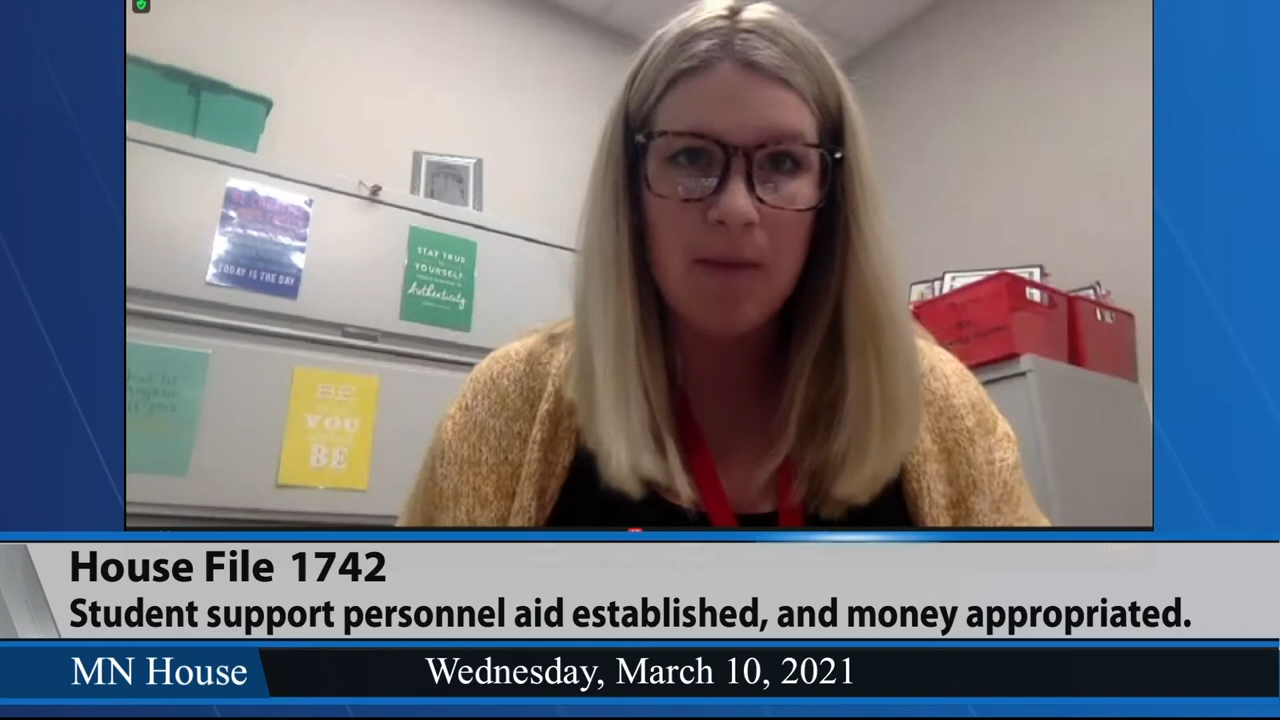 TODAY IS THE DAY
STAY TRUE
YOURSELF
Authenticity
BE
YOU
BE
House File 1742
Student support personnel aid established, and money appropriated.
MN House
Wednesday, March 10, 2021